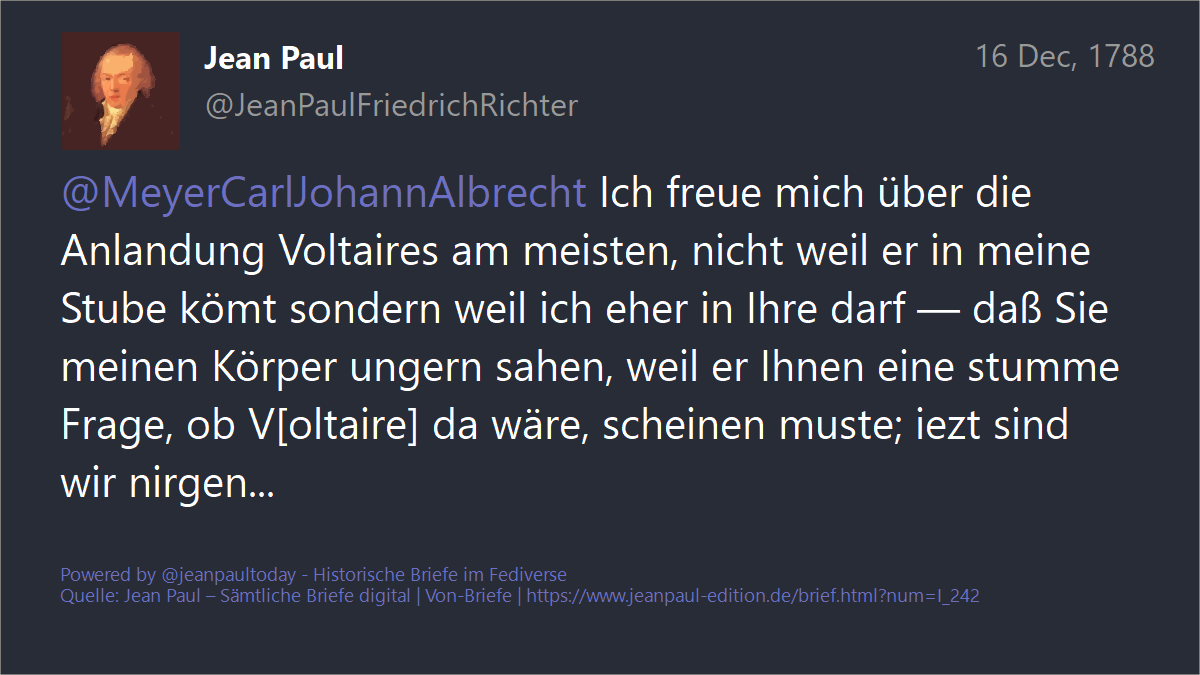 Jean Paul
16 Dec, 1788
@JeanPaulFriedrichRichter
@MeyerCarlJohannAlbrecht Ich freue mich über die
Anlandung Voltaires am meisten, nicht weil er in meine
Stube kömt sondern weil ich eher in Ihre darf — daß Sie
meinen Körper ungern sahen, weil er Ihnen eine stumme
Frage, ob V[oltaire] da wäre, scheinen muste; iezt sind
wir nirgen...
Powered by @jeanpaultoday - Historische Briefe im Fediverse
Quelle: Jean Paul – Sämtliche Briefe digital | Von-Briefe | https://www.jeanpaul-edition.de/brief.html?num=I_242